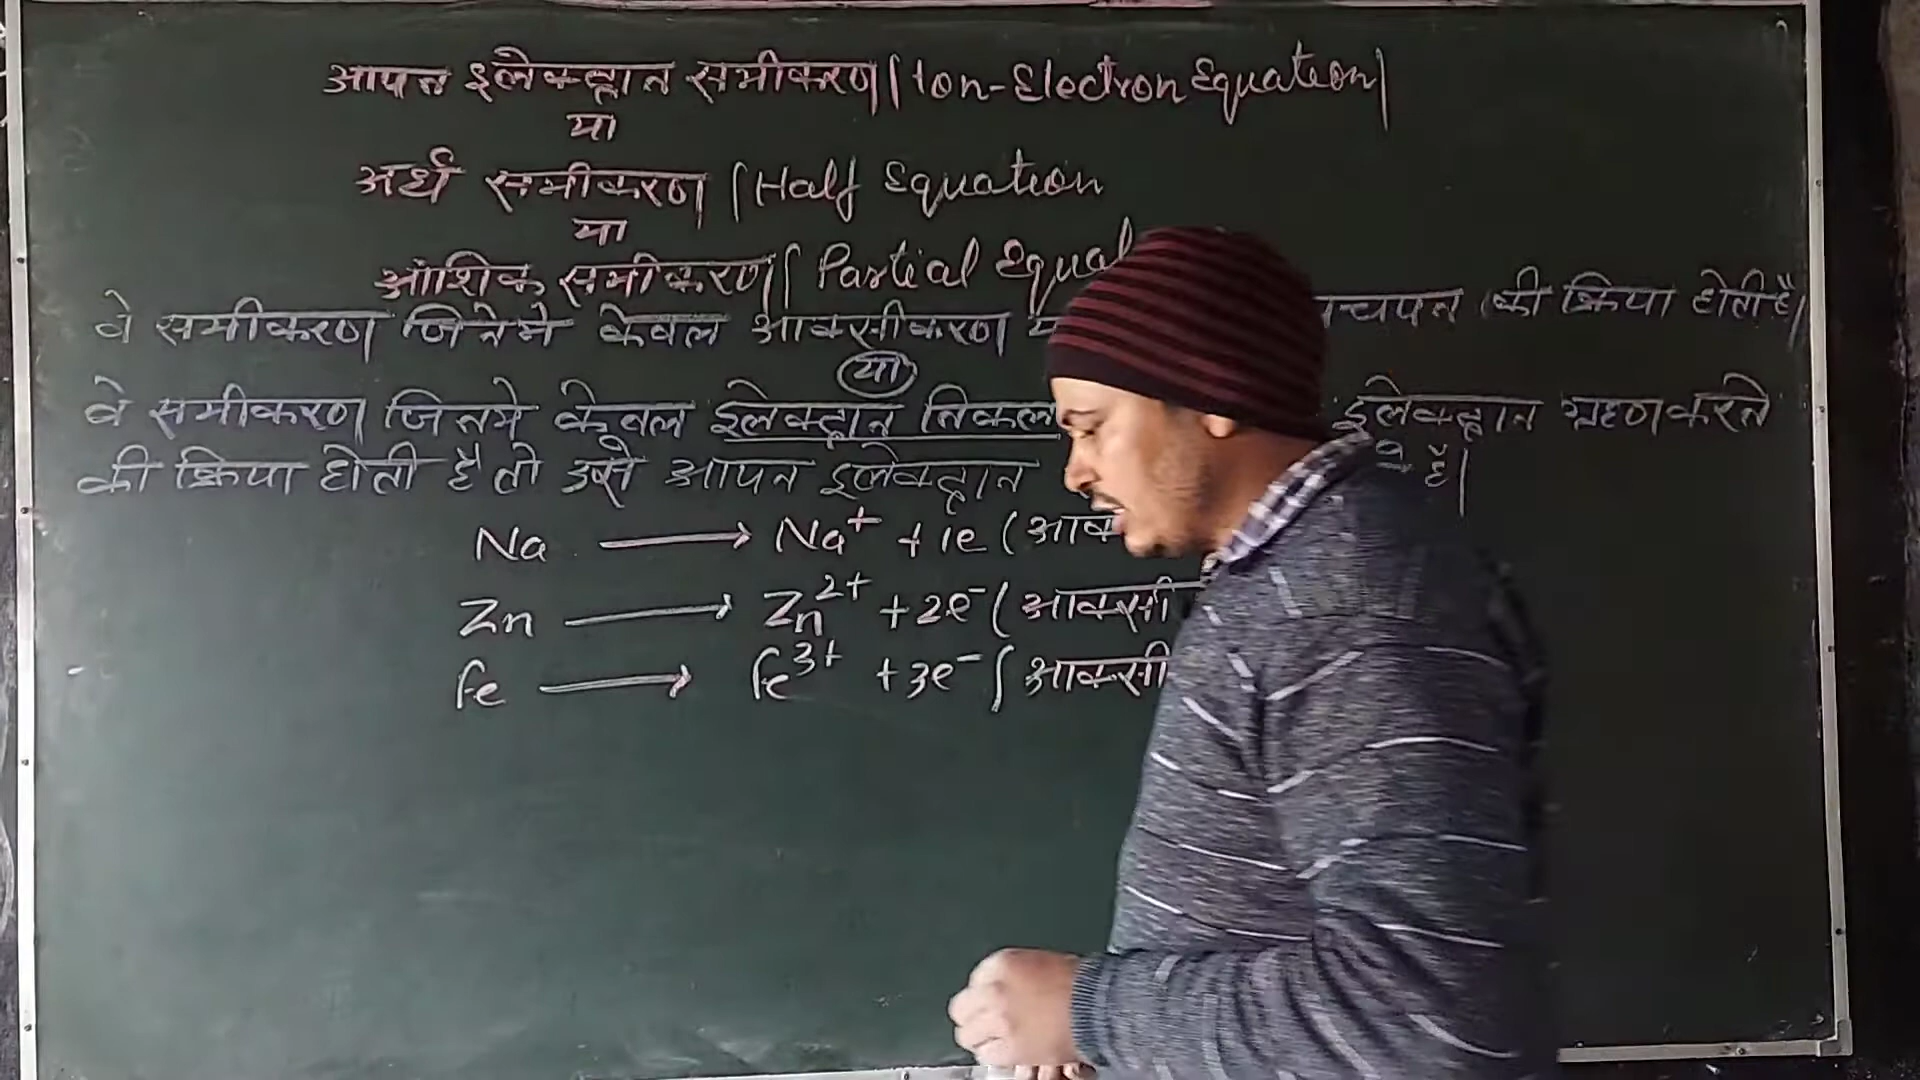 आयन इलेक्ट्रान समीकरण (Ion-Electron Equation)
या
अर्ध समीकरण (Half Equation
या
आंशिक समीकरण (Partial
वे समीकरण जिनमे केवल आक्सीकरण की क्रिया होती है।
(या)
वे समीकरण जिनमे केवल इलेक्ट्रान निकल इलेक्ट्रान ग्रहण करते
की क्रिया होती है तो उसे आयन इलेक्ट्रान है।
Na ⟶ Na⁺ + 1e (
Zn ⟶ Zn²⁺ + 2e⁻ (आक्सी
Fe ⟶ Fe³⁺ + 3e⁻ (आक्सी